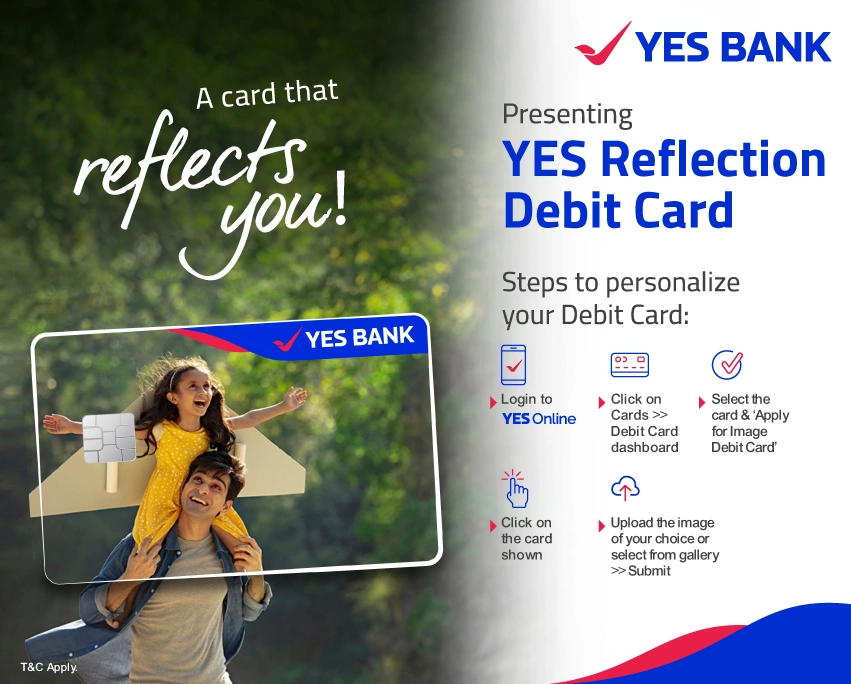 YES BANK
A card that
reflects
you!
Presenting
YES Reflection
Debit Card
YES BANK
Steps to personalize
your Debit Card:
Login to
YES Online
Click on
Cards >>
Debit Card
dashboard
Select the
card & ‘Apply
for Image
Debit Card’
Click on
the card
shown
Upload the image
of your choice or
select from gallery
>> Submit
T&C Apply.